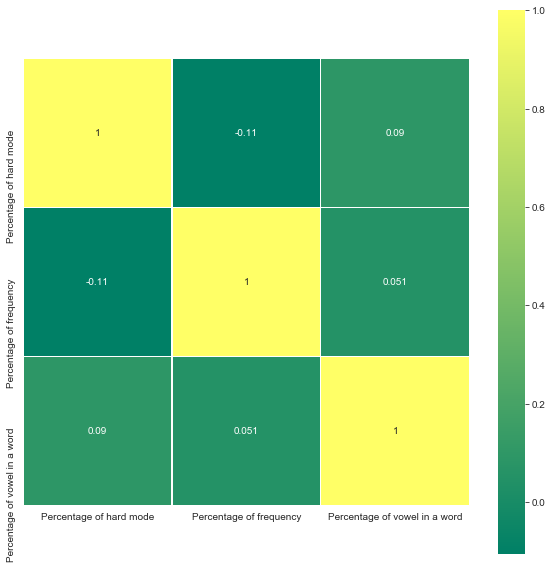 Percentage of hard mode
1
-0.11
0.09
Percentage of frequency
-0.11
1
0.051
Percentage of vowel in a word
0.09
0.051
1
Percentage of hard mode
Percentage of frequency
Percentage of vowel in a word
1.0
0.8
0.6
0.4
0.2
0.0